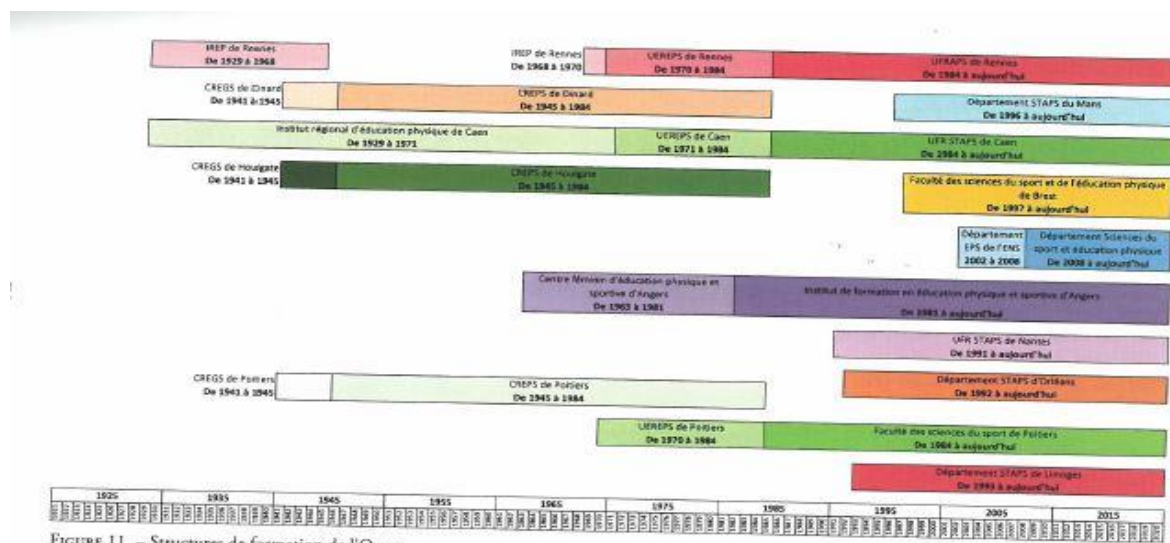 IREP de Rennes
De 1929 à 1968
IREP de Rennes
De 1968 à 1970
UEREPS de Rennes
De 1970 à 1984
UFRAPS de Rennes
De 1984 à aujourd'hui
CREGS de Dinard
De 1941 à 1945
CREPS de Dinard
De 1945 à 1984
Département STAPS du Mans
De 1996 à aujourd'hui
Institut régional d'éducation physique de Caen
De 1929 à 1971
UEREPS de Caen
De 1971 à 1984
UFR STAPS de Caen
De 1984 à aujourd'hui
CREGS de Houlgate
De 1941 à 1945
CREPS de Houlgate
De 1945 à 1984
Faculté des sciences du sport et de l'éducation physique
de Brest
De 1997 à aujourd'hui
Département
EPS de l'ENS
2002 à 2008
Département Sciences du
sport et éducation physique
De 2008 à aujourd'hui
Centre féminin d'éducation physique et
sportive d'Angers
De 1963 à 1981
Institut de formation en éducation physique et sportive d'Angers
De 1981 à aujourd'hui
UFR STAPS de Nantes
De 1991 à aujourd'hui
CREGS de Poitiers
De 1941 à 1945
CREPS de Poitiers
De 1945 à 1984
Département STAPS d'Orléans
De 1992 à aujourd'hui
UEREPS de Poitiers
De 1970 à 1984
Faculté des sciences du sport de Poitiers
De 1984 à aujourd'hui
Département STAPS de Limoges
De 1993 à aujourd'hui
1925 1935 1945 1955 1965 1975 1985 1995 2005 2015
FIGURE 11. – Structures de formation de